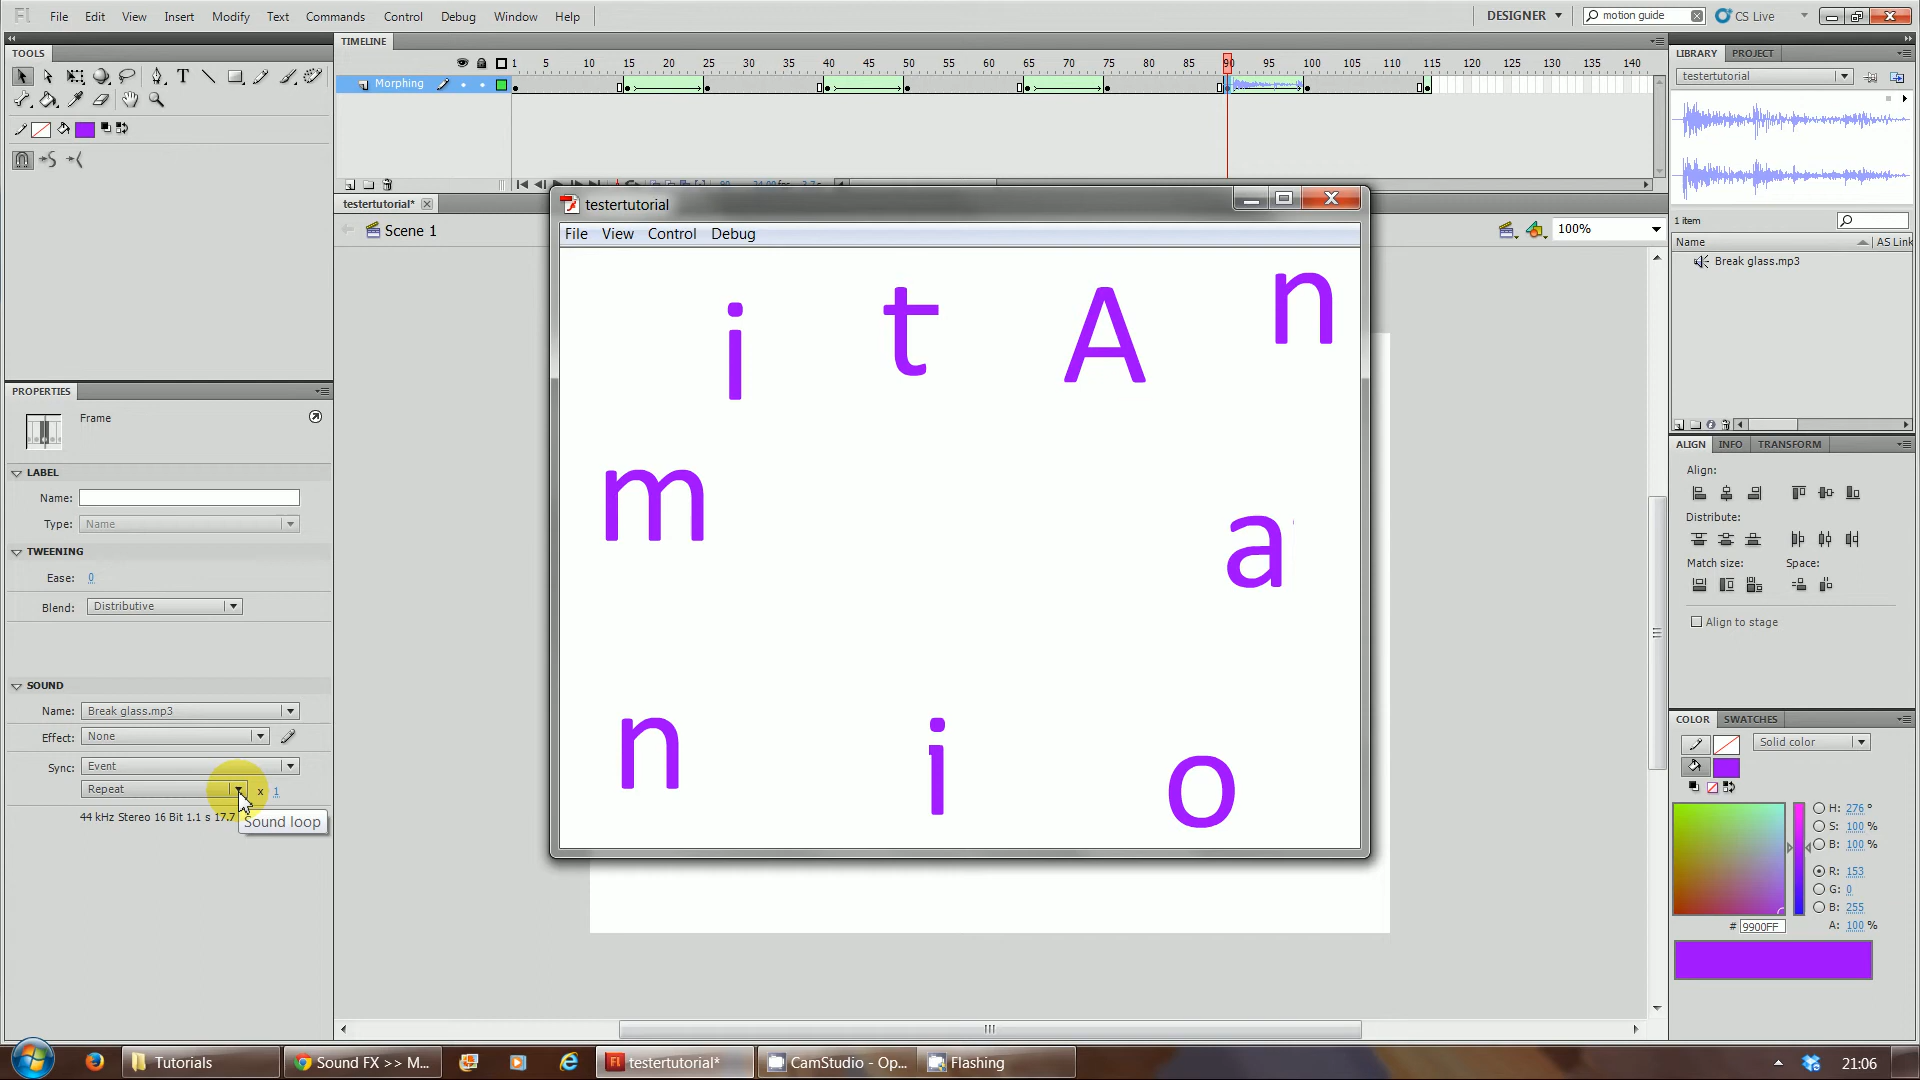 Fl File Edit View Insert Modify Text Commands Control Debug Window Help
DESIGNER motion guide CS Live
TOOLS
TIMELINE
1 5 10 15 20 25 30 35 40 45 50 55 60 65 70 75 80 85 90 95 100 105 110 115 120 125 130 135 140
Morphing
testertutorial*
Scene 1
100%
LIBRARY PROJECT
testertutorial
1 item
Name AS Link
Break glass.mp3
testertutorial
File View Control Debug
i t A n
m a
n i o
PROPERTIES
Frame
LABEL
Name:
Type: Name
TWEENING
Ease: 0
Blend: Distributive
SOUND
Name: Break glass.mp3
Effect: None
Sync: Event
Repeat x 1
44 kHz Stereo 16 Bit 1.1 s 17.7
Sound loop
ALIGN INFO TRANSFORM
Align:
Distribute:
Match size: Space:
Align to stage
COLOR SWATCHES
Solid color
H: 276 °
S: 100 %
B: 100 %
R: 153
G: 0
B: 255
# 9900FF A: 100 %
Tutorials
Sound FX >> M...
Fl testertutorial*
CamStudio - Op...
Flashing
21:06